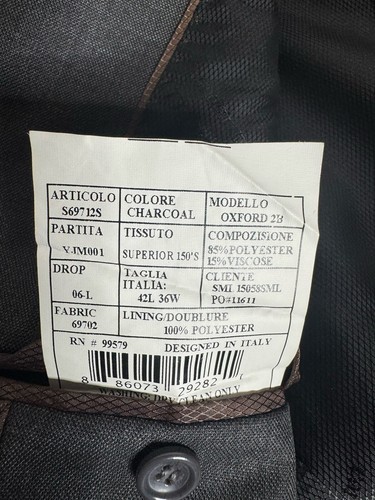 ARTICOLO COLORE MODELLO
S69712S CHARCOAL OXFORD 2B
PARTITA TISSUTO COMPOZISIONE
VJM001 SUPERIOR 150'S 85%POLYESTER
15%VISCOSE
DROP TAGLIA CLIENTE
06-L ITALIA: SMI 15058SML
42L 36W PO#11611
FABRIC LINING/DOUBLURE
69702 100% POLYESTER
RN # 99579 DESIGNED IN ITALY
8 86073 29282
WASHING: DRY CLEAN ONLY